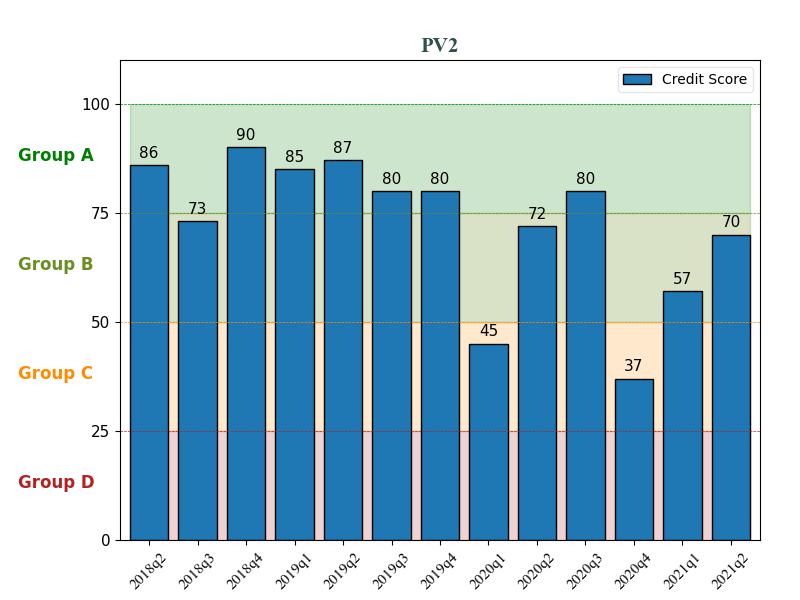 PV2
Credit Score
100
Group A
90
86
85
87
80
80
80
75
73
72
70
Group B
57
50
45
Group C
37
25
Group D
0
2018q2
2018q3
2018q4
2019q1
2019q2
2019q3
2019q4
2020q1
2020q2
2020q3
2020q4
2021q1
2021q2